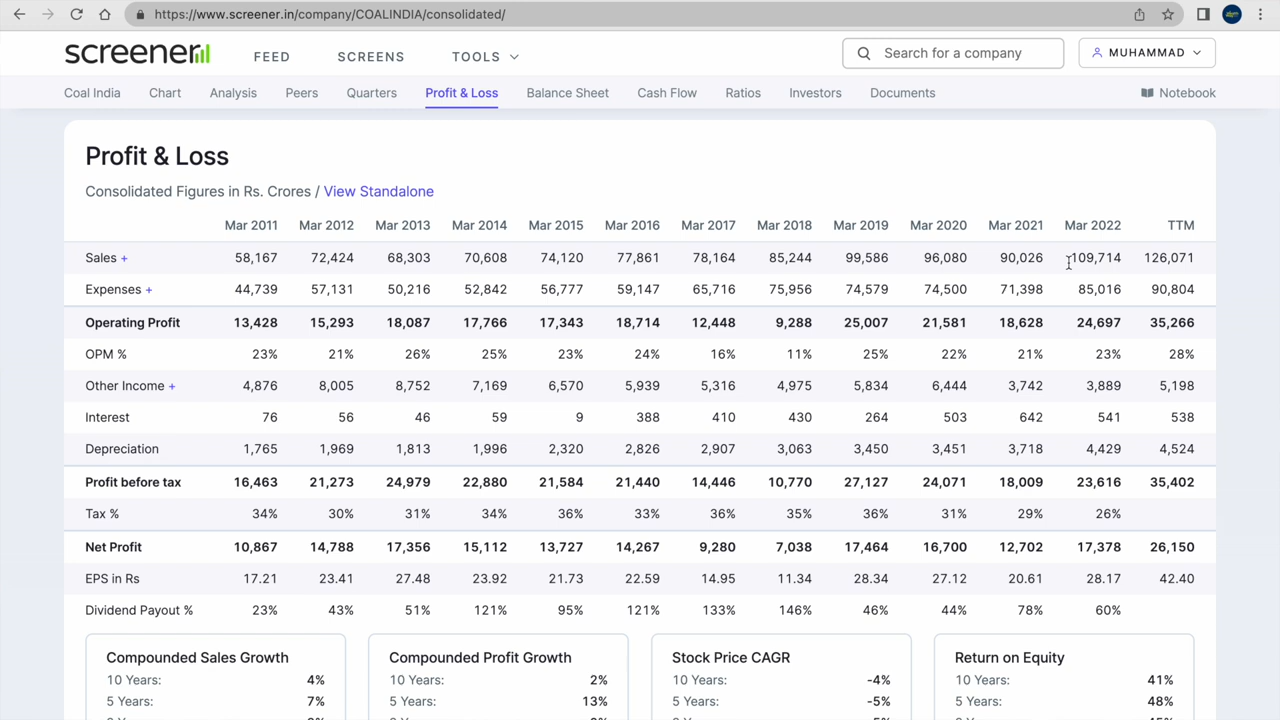 https://www.screener.in/company/COALINDIA/consolidated/
screener FEED SCREENS TOOLS Search for a company MUHAMMAD
Coal India Chart Analysis Peers Quarters Profit & Loss Balance Sheet Cash Flow Ratios Investors Documents Notebook
Profit & Loss
Consolidated Figures in Rs. Crores / View Standalone
Mar 2011 Mar 2012 Mar 2013 Mar 2014 Mar 2015 Mar 2016 Mar 2017 Mar 2018 Mar 2019 Mar 2020 Mar 2021 Mar 2022 TTM
Sales + 58,167 72,424 68,303 70,608 74,120 77,861 78,164 85,244 99,586 96,080 90,026 109,714 126,071
Expenses + 44,739 57,131 50,216 52,842 56,777 59,147 65,716 75,956 74,579 74,500 71,398 85,016 90,804
Operating Profit 13,428 15,293 18,087 17,766 17,343 18,714 12,448 9,288 25,007 21,581 18,628 24,697 35,266
OPM % 23% 21% 26% 25% 23% 24% 16% 11% 25% 22% 21% 23% 28%
Other Income + 4,876 8,005 8,752 7,169 6,570 5,939 5,316 4,975 5,834 6,444 3,742 3,889 5,198
Interest 76 56 46 59 9 388 410 430 264 503 642 541 538
Depreciation 1,765 1,969 1,813 1,996 2,320 2,826 2,907 3,063 3,450 3,451 3,718 4,429 4,524
Profit before tax 16,463 21,273 24,979 22,880 21,584 21,440 14,446 10,770 27,127 24,071 18,009 23,616 35,402
Tax % 34% 30% 31% 34% 36% 33% 36% 35% 36% 31% 29% 26%
Net Profit 10,867 14,788 17,356 15,112 13,727 14,267 9,280 7,038 17,464 16,700 12,702 17,378 26,150
EPS in Rs 17.21 23.41 27.48 23.92 21.73 22.59 14.95 11.34 28.34 27.12 20.61 28.17 42.40
Dividend Payout % 23% 43% 51% 121% 95% 121% 133% 146% 46% 44% 78% 60%
Compounded Sales Growth Compounded Profit Growth Stock Price CAGR Return on Equity
10 Years: 4% 10 Years: 2% 10 Years: -4% 10 Years: 41%
5 Years: 7% 5 Years: 13% 5 Years: -5% 5 Years: 48%